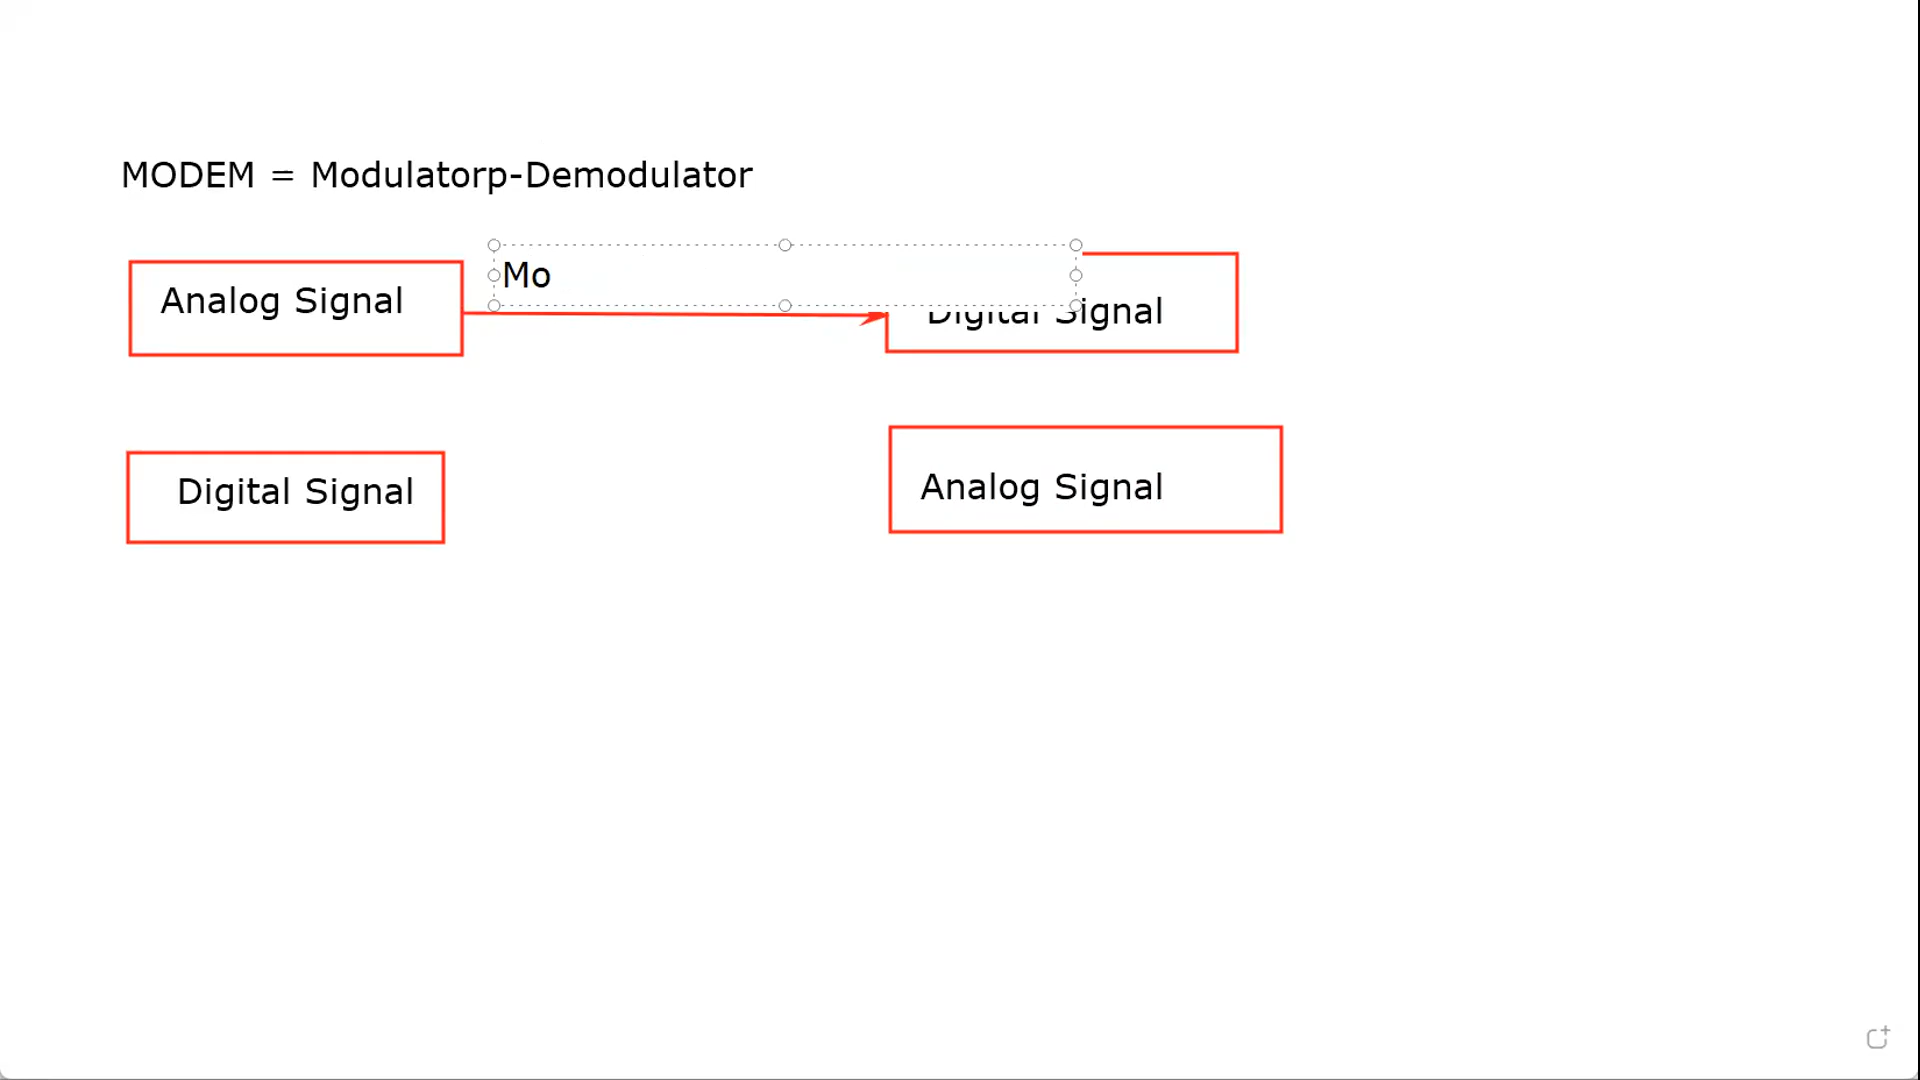 MODEM = Modulatorp-Demodulator
Mo
Analog Signal
Digital Signal
Digital Signal
Analog Signal